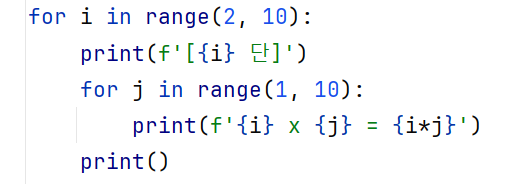 for i in range(2, 10):
    print(f'[{i} 단]')
    for j in range(1, 10):
        print(f'{i} x {j} = {i*j}')
    print()